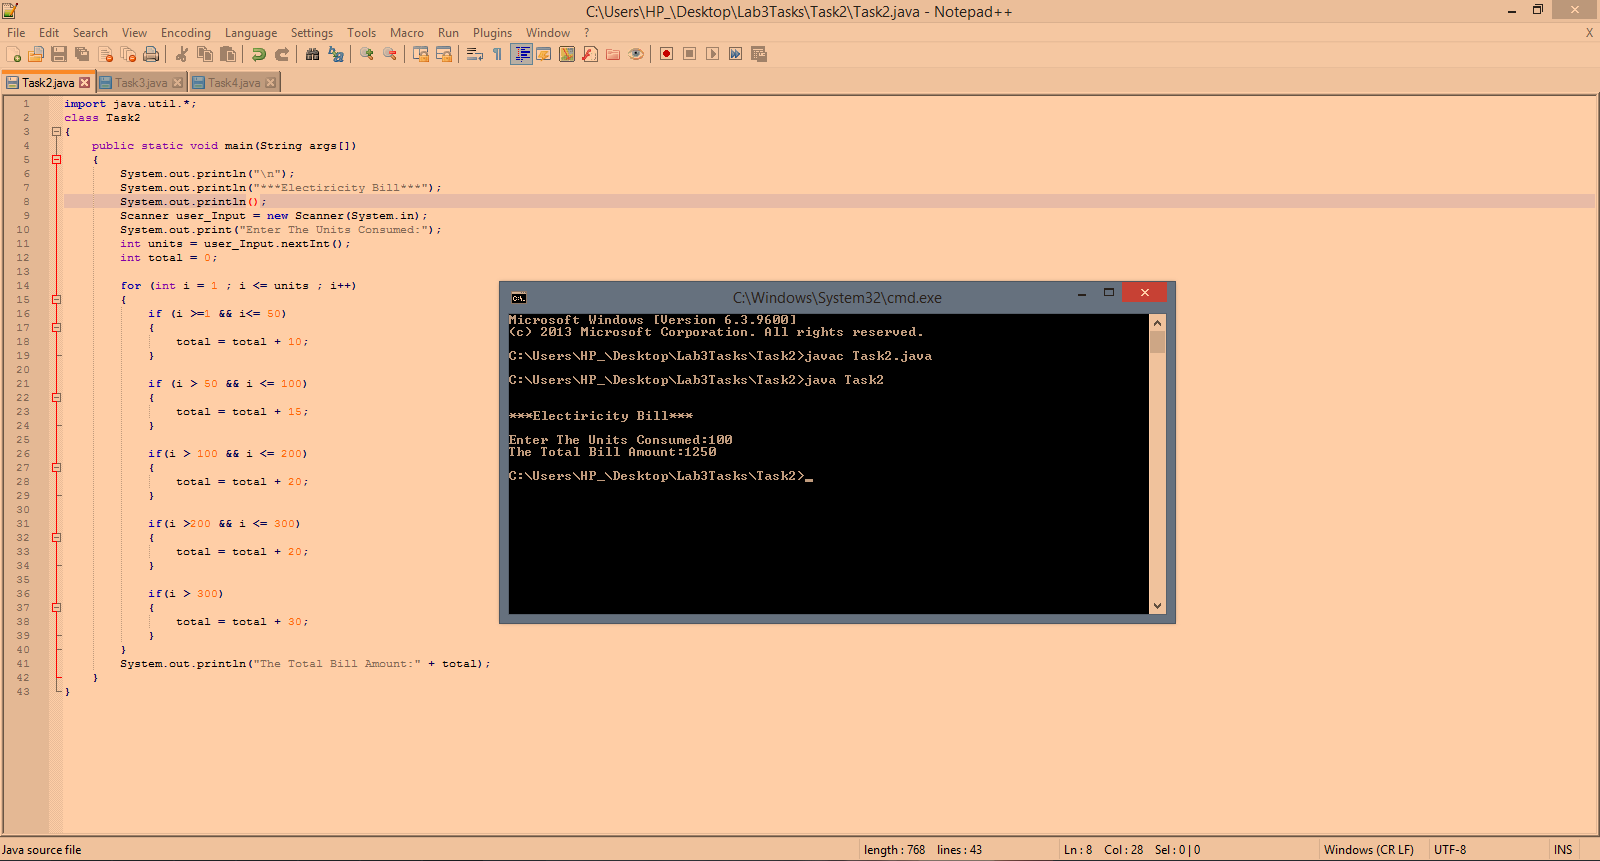 C:\Users\HP_\Desktop\Lab3Tasks\Task2\Task2.java - Notepad++
File Edit Search View Encoding Language Settings Tools Macro Run Plugins Window ? X
Task2.java Task3.java Task4.java
1 import java.util.*;
2 class Task2
3 {
4 public static void main(String args[])
5 {
6 System.out.println("\n");
7 System.out.println("***Electiricity Bill***");
8 System.out.println();
9 Scanner user_Input = new Scanner(System.in);
10 System.out.print("Enter The Units Consumed:");
11 int units = user_Input.nextInt();
12 int total = 0;
13
14 for (int i = 1 ; i <= units ; i++)
15 {
16 if (i >=1 && i<= 50)
17 {
18 total = total + 10;
19 }
20
21 if (i > 50 && i <= 100)
22 {
23 total = total + 15;
24 }
25
26 if(i > 100 && i <= 200)
27 {
28 total = total + 20;
29 }
30
31 if(i >200 && i <= 300)
32 {
33 total = total + 20;
34 }
35
36 if(i > 300)
37 {
38 total = total + 30;
39 }
40 }
41 System.out.println("The Total Bill Amount:" + total);
42 }
43 }
C:\Windows\System32\cmd.exe
Microsoft Windows [Version 6.3.9600]
(c) 2013 Microsoft Corporation. All rights reserved.
C:\Users\HP_\Desktop\Lab3Tasks\Task2>javac Task2.java
C:\Users\HP_\Desktop\Lab3Tasks\Task2>java Task2
***Electiricity Bill***
Enter The Units Consumed:100
The Total Bill Amount:1250
C:\Users\HP_\Desktop\Lab3Tasks\Task2>_
Java source file length : 768 lines : 43 Ln : 8 Col : 28 Sel : 0 | 0 Windows (CR LF) UTF-8 INS